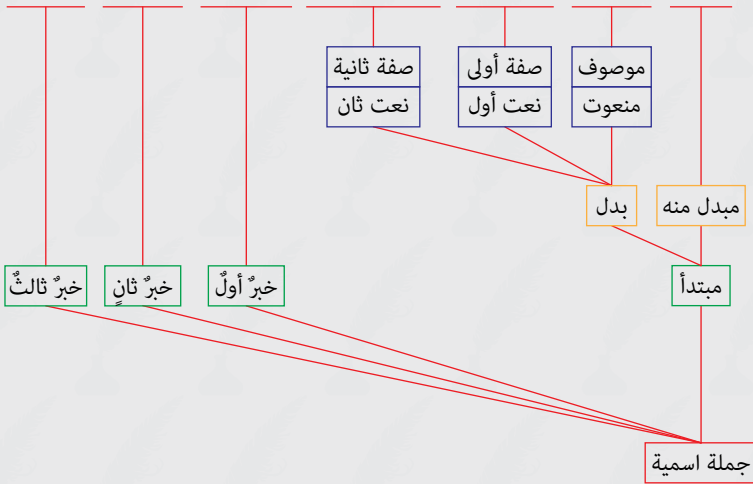 موصوف
منعوت
صفة أولى
نعت أول
صفة ثانية
نعت ثان
مبدل منه
بدل
مبتدأ
خبرٌ أولٌ
خبرٌ ثانٍ
خبرٌ ثالثٌ
جملة اسمية